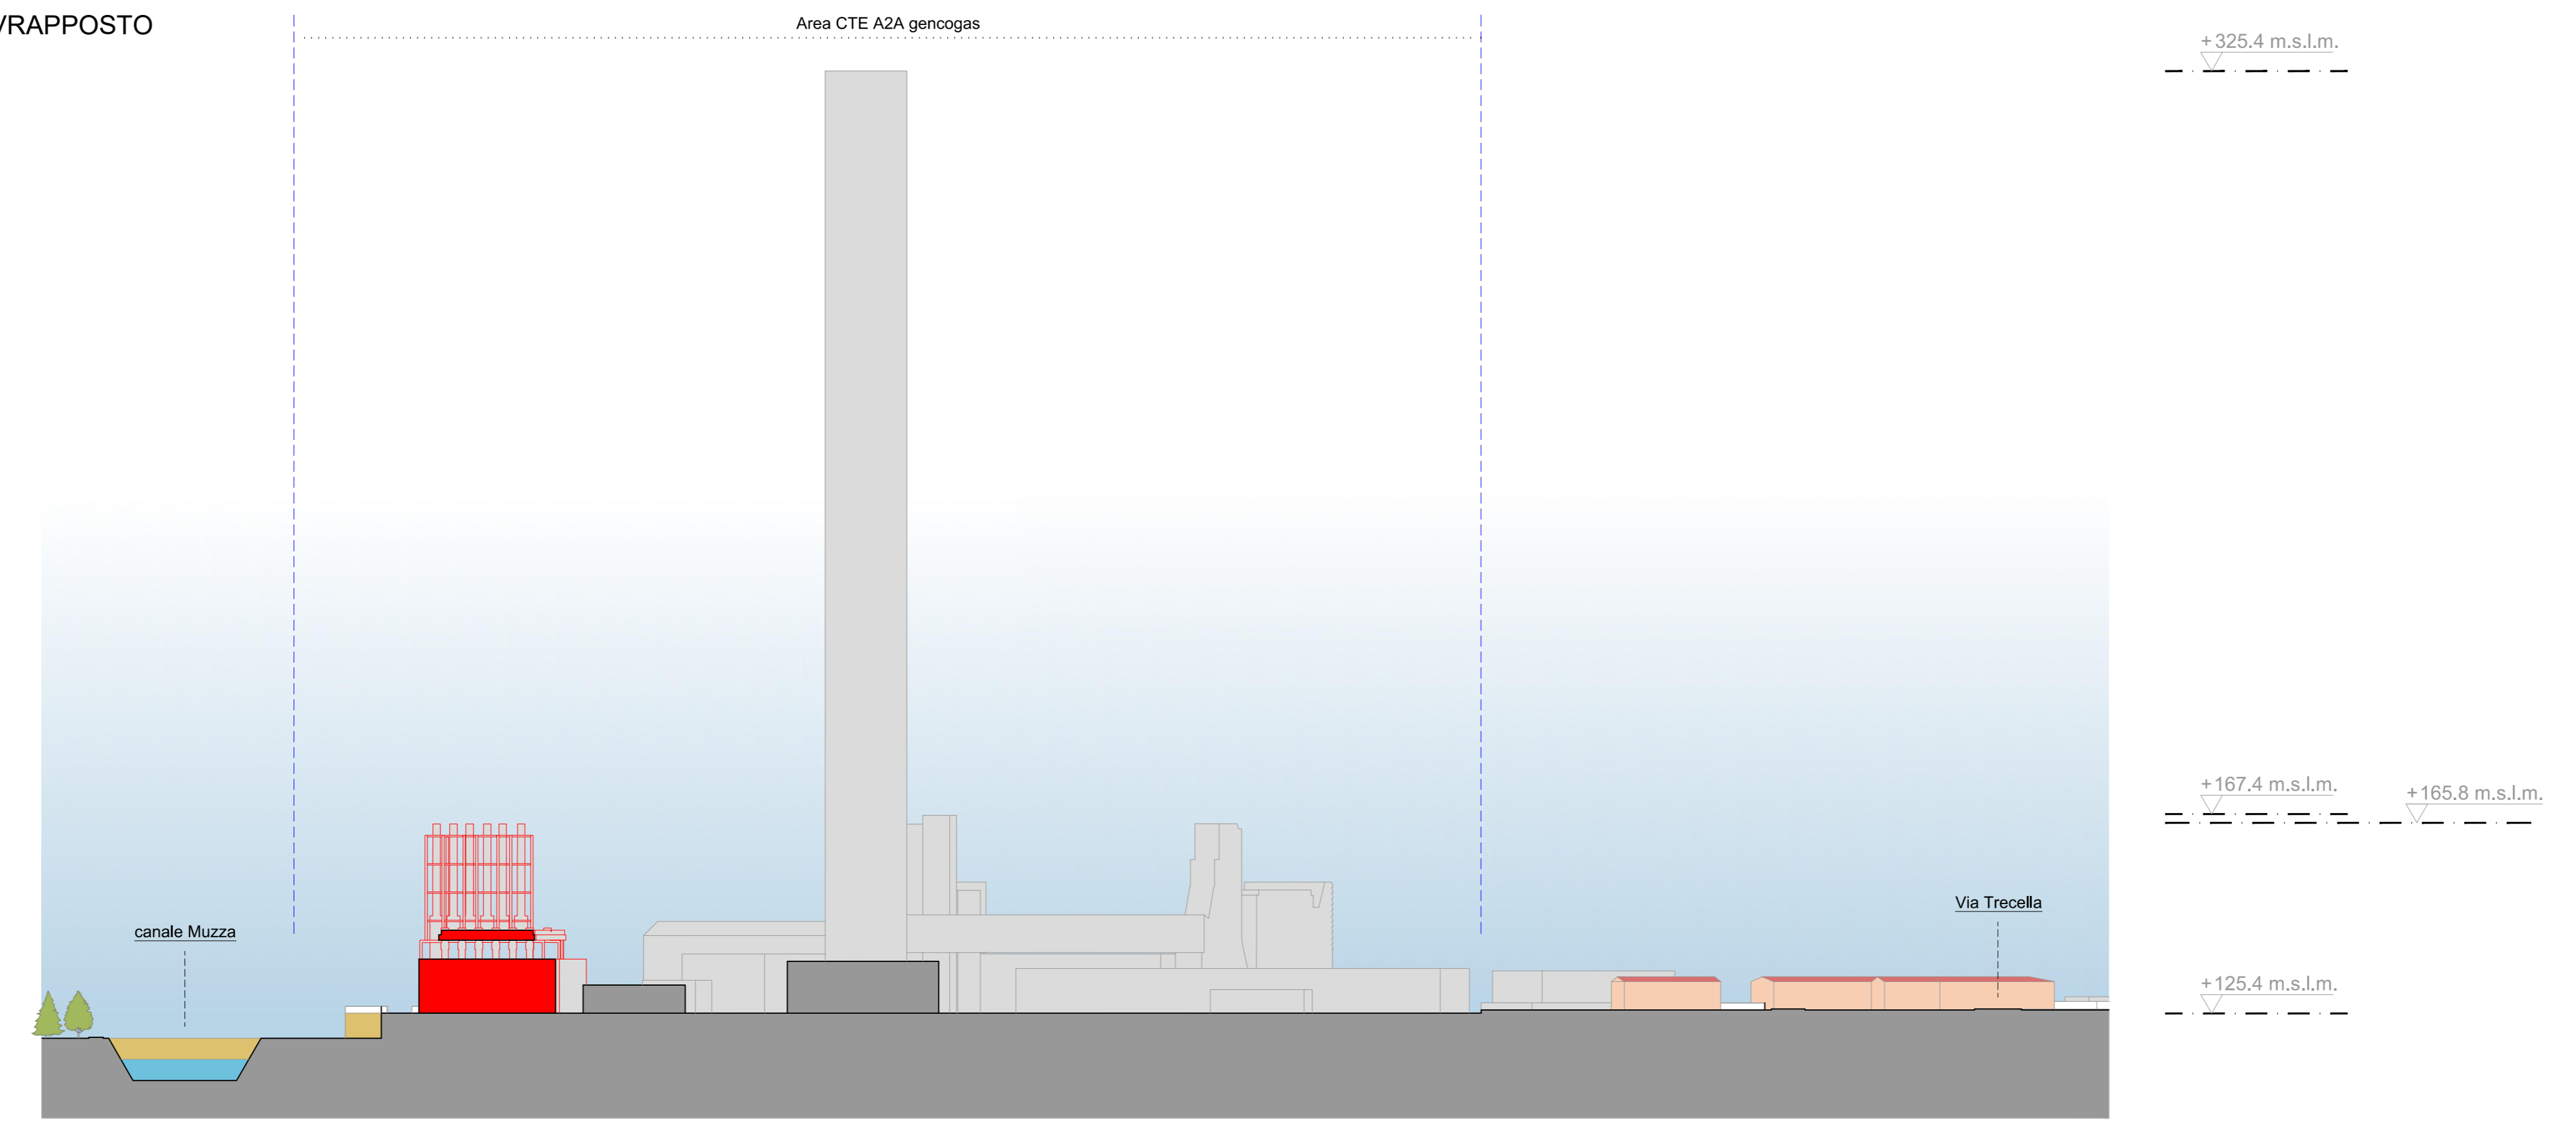 VRAPPOSTO
Area CTE A2A gencogas
+325.4 m.s.l.m.
+167.4 m.s.l.m.
+165.8 m.s.l.m.
Via Trecella
canale Muzza
+125.4 m.s.l.m.